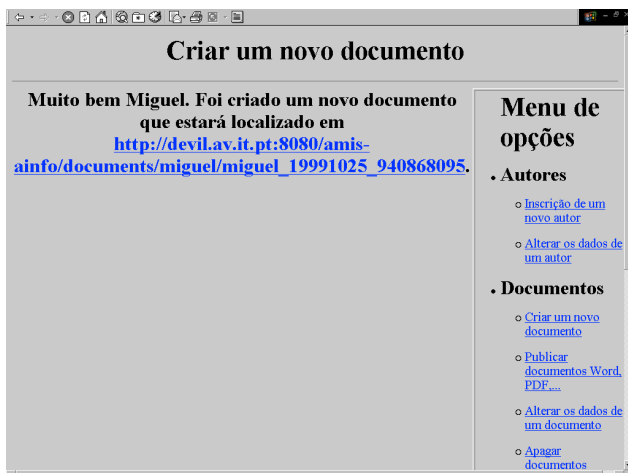 Criar um novo documento
Muito bem Miguel. Foi criado um novo documento
que estará localizado em
http://devil.av.it.pt:8080/amis-
ainfo/documents/miguel/miguel_19991025_940868095.
Menu de
opções
Autores
Inscrição de um
novo autor
Alterar os dados de
um autor
Documentos
Criar um novo
documento
Publicar
documentos Word,
PDF,...
Alterar os dados de
um documento
Apagar
documentos